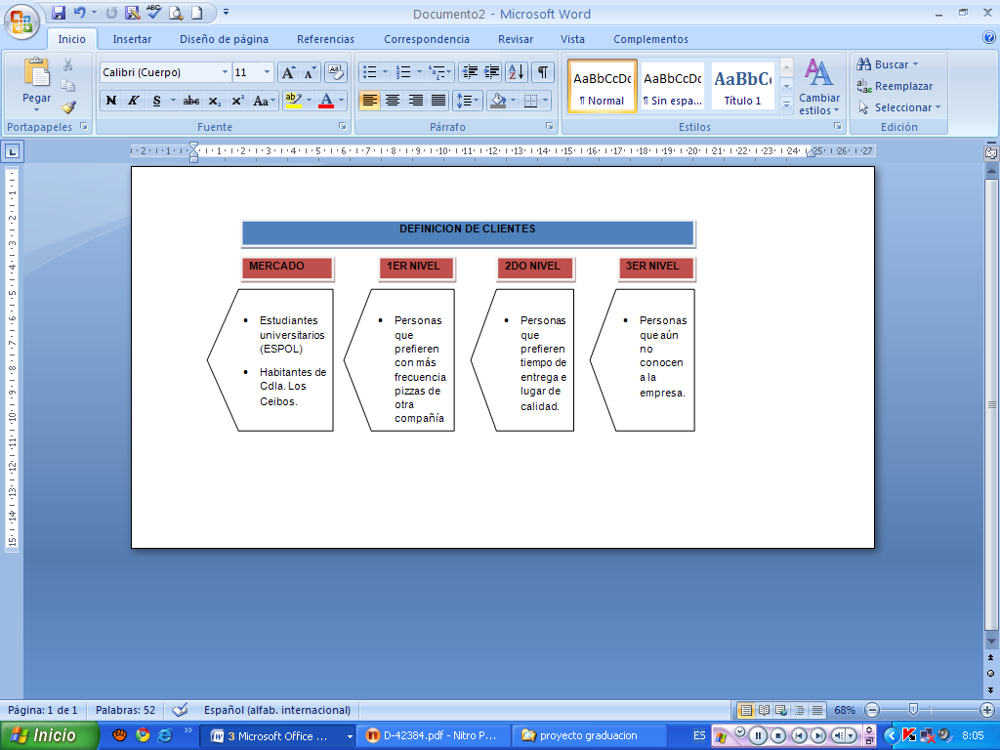 Documento2 - Microsoft Word
Inicio Insertar Diseño de página Referencias Correspondencia Revisar Vista Complementos
Pegar
Portapapeles
Calibri (Cuerpo) 11
N K S abc x₂ x² Aa
Fuente
Párrafo
AaBbCcDc AaBbCcDc AaBbC
¶ Normal ¶ Sin espa... Título 1
Cambiar
estilos
Estilos
Buscar
Reemplazar
Seleccionar
Edición
DEFINICION DE CLIENTES
MERCADO 1ER NIVEL 2DO NIVEL 3ER NIVEL
• Estudiantes
universitarios
(ESPOL)
• Habitantes de
Cdla. Los
Ceibos.
• Personas
que
prefieren
con más
frecuencia
pizzas de
otra
compañía
• Personas
que
prefieren
tiempo de
entrega e
lugar de
calidad.
• Personas
que aún
no
conocen
a la
empresa.
Página: 1 de 1 Palabras: 52 Español (alfab. internacional) 68%
Inicio 3 Microsoft Office ... D-42384.pdf - Nitro P... proyecto graduacion ES 8:05